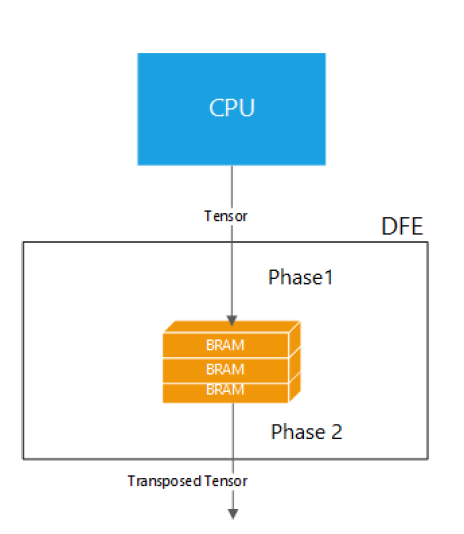 CPU
Tensor
DFE
Phase1
BRAM
BRAM
BRAM
Phase 2
Transposed Tensor